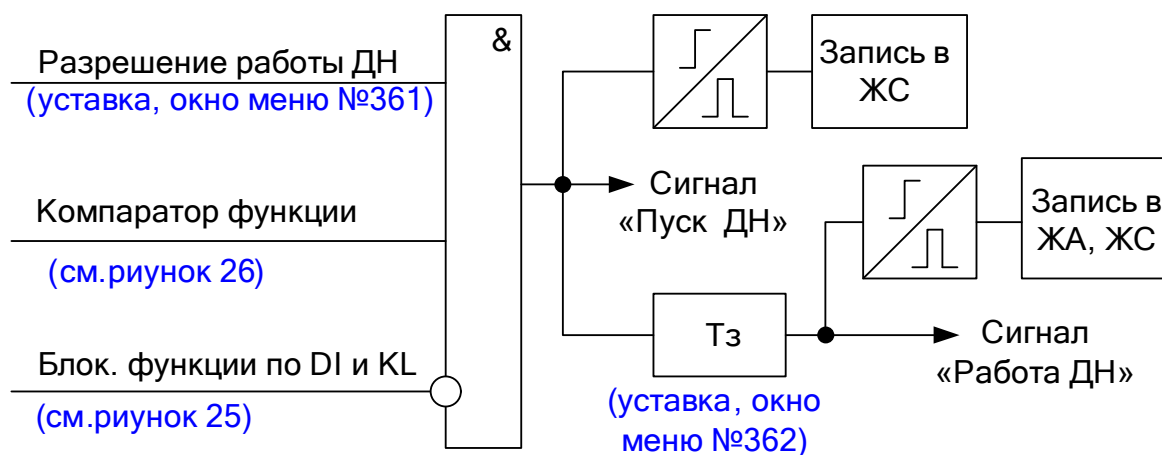 &
Разрешение работы ДН
(уставка, окно меню №361)
Компаратор функции
(см.риунок 26)
Блок. функции по DI и KL
(см.риунок 25)
Запись в
ЖС
Сигнал
«Пуск ДН»
Запись в
ЖА, ЖС
Тз
(уставка, окно
меню №362)
Сигнал
«Работа ДН»